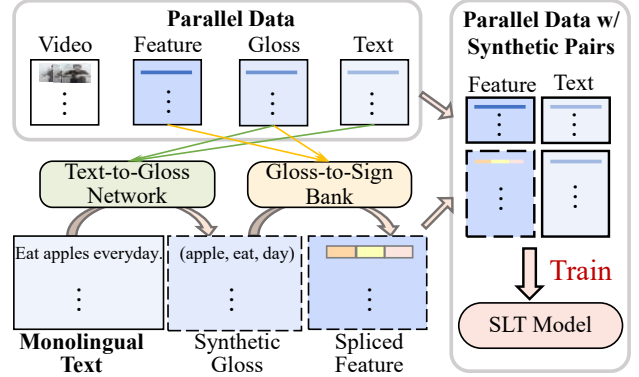 Parallel Data
Video
Feature
Gloss
Text
Parallel Data w/
Synthetic Pairs
Feature
Text
Text-to-Gloss
Network
Gloss-to-Sign
Bank
Eat apples everyday.
(apple, eat, day)
Monolingual
Text
Synthetic
Gloss
Spliced
Feature
Train
SLT Model